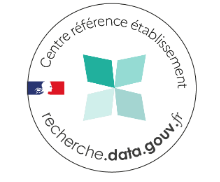 Centre référence établissement
recherche.data.gouv.fr